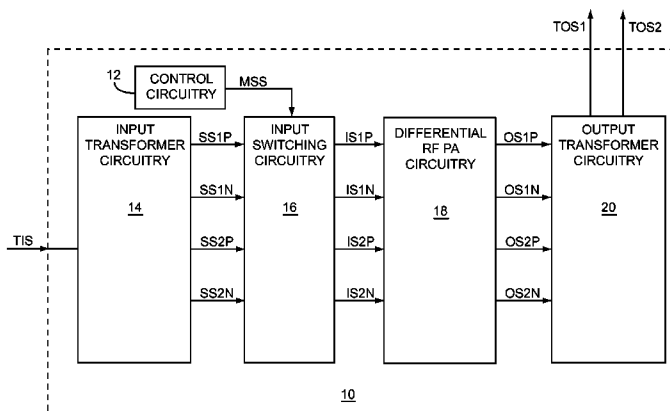 TOS1 TOS2
12 CONTROL CIRCUITRY MSS
INPUT TRANSFORMER CIRCUITRY
14
SS1P
SS1N
SS2P
SS2N
INPUT SWITCHING CIRCUITRY
16
IS1P
IS1N
IS2P
IS2N
DIFFERENTIAL RF PA CIRCUITRY
18
OS1P
OS1N
OS2P
OS2N
OUTPUT TRANSFORMER CIRCUITRY
20
TIS
10